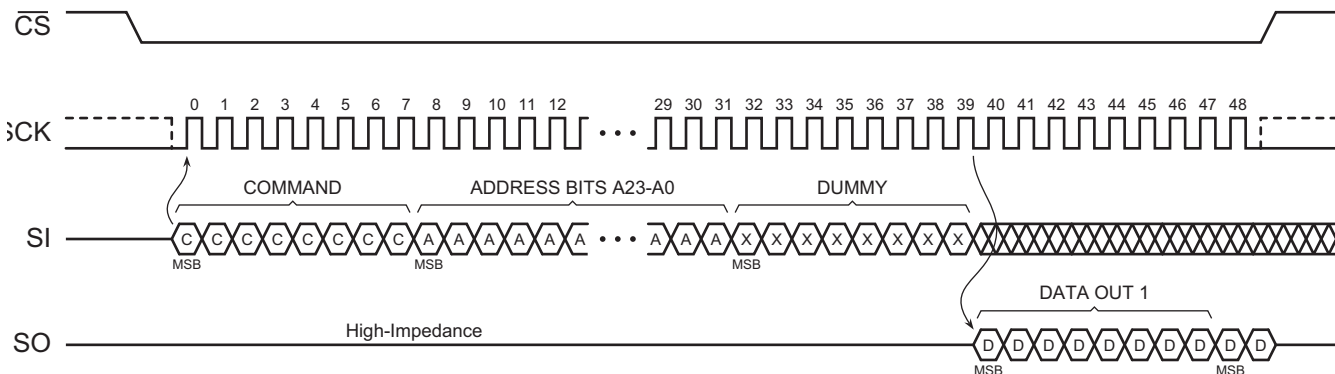 CS
0 1 2 3 4 5 6 7 8 9 10 11 12 29 30 31 32 33 34 35 36 37 38 39 40 41 42 43 44 45 46 47 48
SCK
COMMAND ADDRESS BITS A23-A0 DUMMY
SI C C C C C C C C A A A A A A ••• A A A X X X X X X X X
MSB MSB MSB
DATA OUT 1
High-Impedance
SO D D D D D D D D D D
MSB MSB